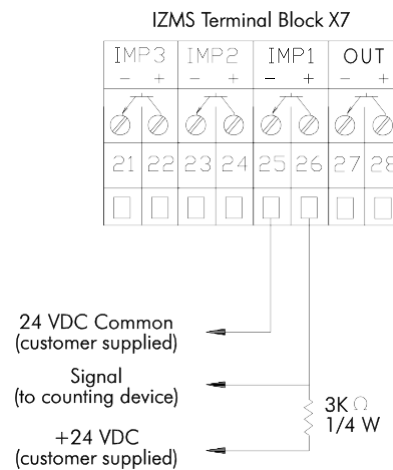 IZMS Terminal Block X7
IMP3 IMP2 IMP1 OUT
− + − + − + − +
21 22 23 24 25 26 27 28
24 VDC Common
(customer supplied)
Signal
(to counting device)
3K Ω
1/4 W
+24 VDC
(customer supplied)